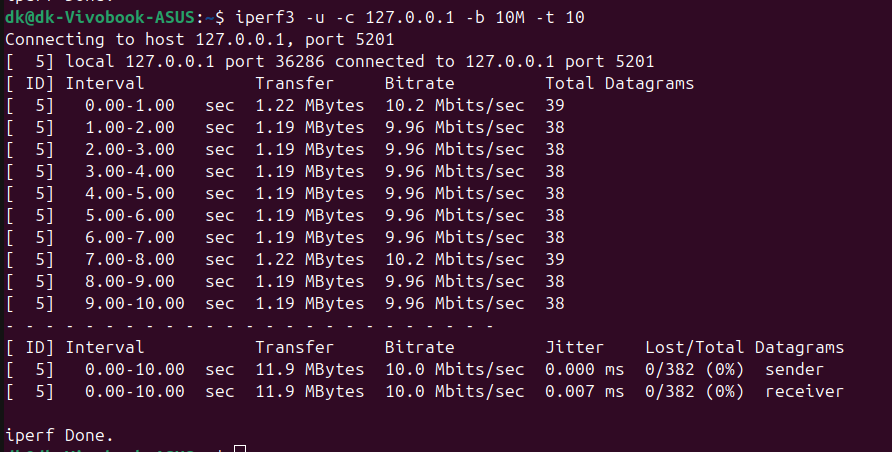 iperf Done.
dk@dk-Vivobook-ASUS:~$ iperf3 -u -c 127.0.0.1 -b 10M -t 10
Connecting to host 127.0.0.1, port 5201
[  5] local 127.0.0.1 port 36286 connected to 127.0.0.1 port 5201
[ ID] Interval           Transfer     Bitrate         Total Datagrams
[  5]   0.00-1.00   sec  1.22 MBytes  10.2 Mbits/sec  39
[  5]   1.00-2.00   sec  1.19 MBytes  9.96 Mbits/sec  38
[  5]   2.00-3.00   sec  1.19 MBytes  9.96 Mbits/sec  38
[  5]   3.00-4.00   sec  1.19 MBytes  9.96 Mbits/sec  38
[  5]   4.00-5.00   sec  1.19 MBytes  9.96 Mbits/sec  38
[  5]   5.00-6.00   sec  1.19 MBytes  9.96 Mbits/sec  38
[  5]   6.00-7.00   sec  1.19 MBytes  9.96 Mbits/sec  38
[  5]   7.00-8.00   sec  1.22 MBytes  10.2 Mbits/sec  39
[  5]   8.00-9.00   sec  1.19 MBytes  9.96 Mbits/sec  38
[  5]   9.00-10.00  sec  1.19 MBytes  9.96 Mbits/sec  38
- - - - - - - - - - - - - - - - - - - - - - - - -
[ ID] Interval           Transfer     Bitrate         Jitter    Lost/Total Datagrams
[  5]   0.00-10.00  sec  11.9 MBytes  10.0 Mbits/sec  0.000 ms  0/382 (0%)  sender
[  5]   0.00-10.00  sec  11.9 MBytes  10.0 Mbits/sec  0.007 ms  0/382 (0%)  receiver
iperf Done.